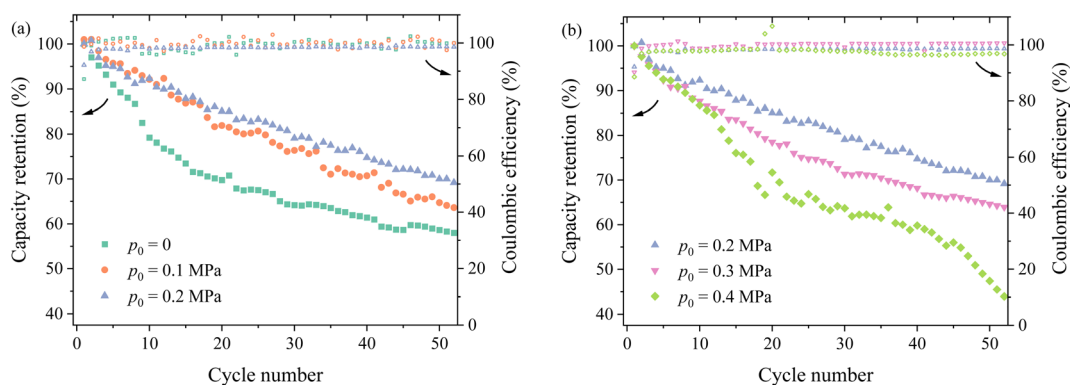 (a)
100
90
80
70
60
50
40
Capacity retention (%)
p₀ = 0
p₀ = 0.1 MPa
p₀ = 0.2 MPa
100
80
60
40
20
0
Coulombic efficiency (%)
0 10 20 30 40 50
Cycle number
(b)
100
90
80
70
60
50
40
Capacity retention (%)
p₀ = 0.2 MPa
p₀ = 0.3 MPa
p₀ = 0.4 MPa
100
80
60
40
20
0
Coulombic efficiency (%)
0 10 20 30 40 50
Cycle number